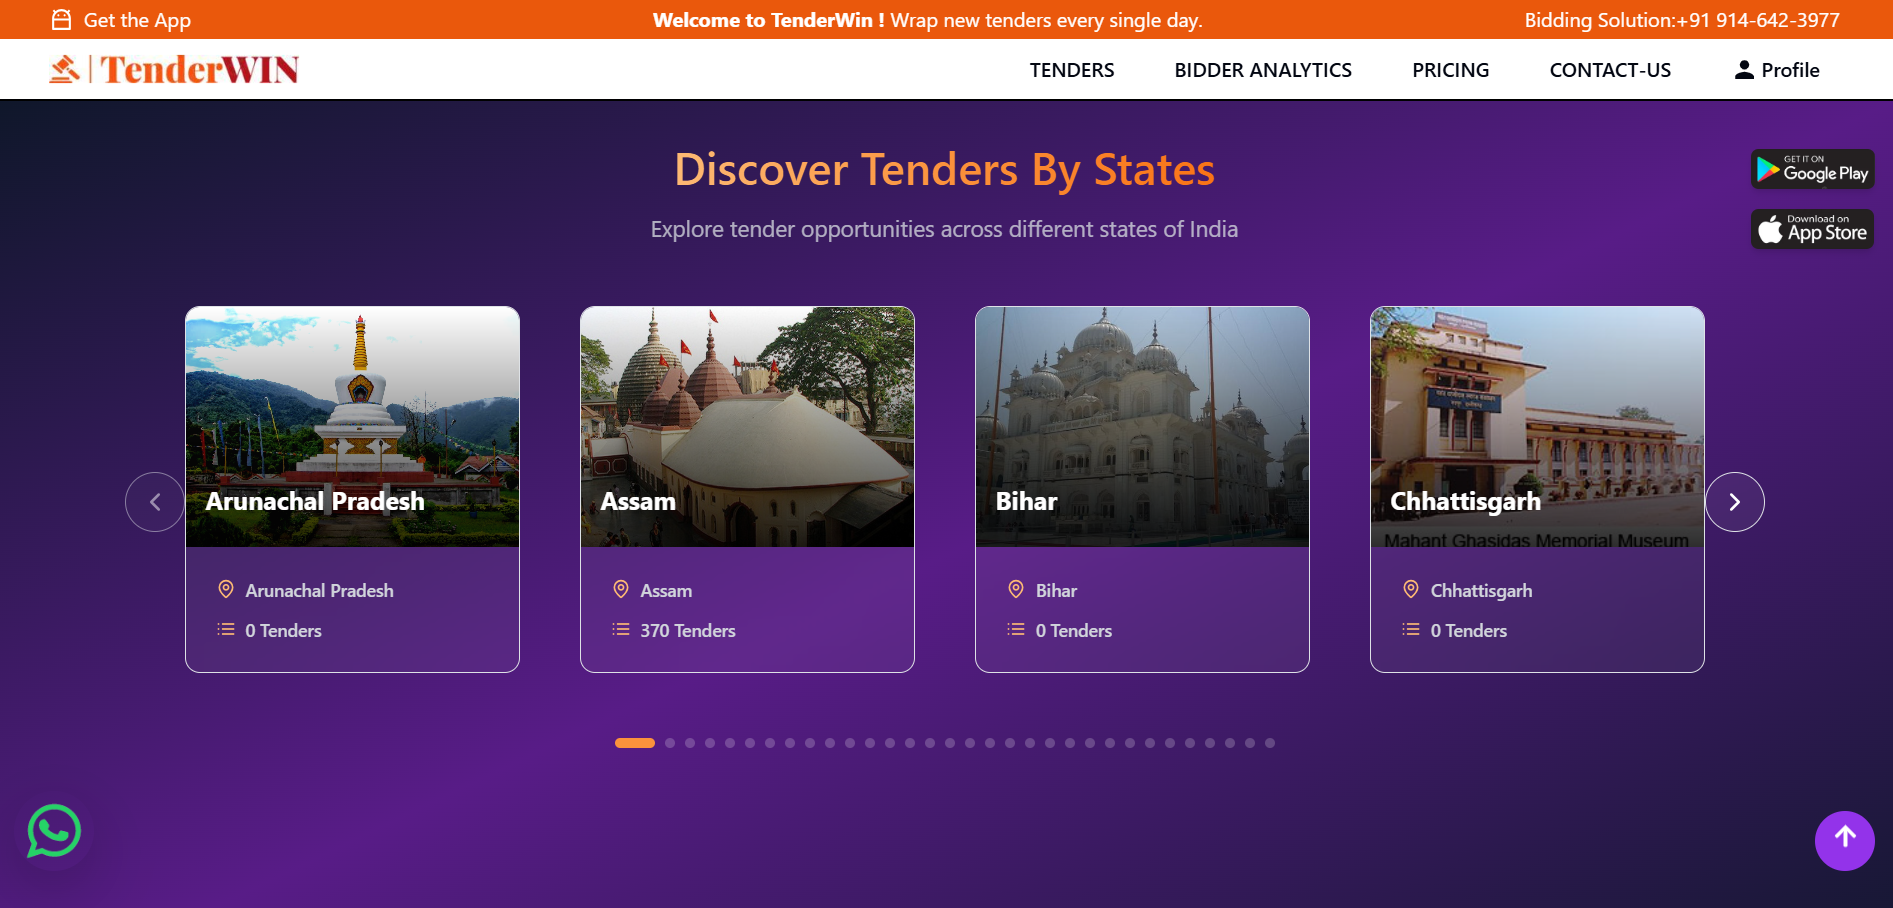 Get the App
Welcome to TenderWin ! Wrap new tenders every single day.
Bidding Solution:+91 914-642-3977
TenderWIN
TENDERS
BIDDER ANALYTICS
PRICING
CONTACT-US
Profile
Discover Tenders By States
Explore tender opportunities across different states of India
GET IT ON
Google Play
Download on
App Store
Arunachal Pradesh
Arunachal Pradesh
0 Tenders
Assam
Assam
370 Tenders
Bihar
Bihar
0 Tenders
Chhattisgarh
Mahant Ghasidas Memorial Museum
Chhattisgarh
0 Tenders